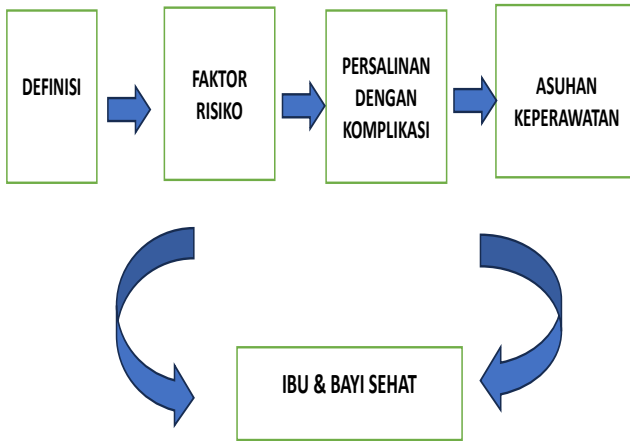 DEFINISI
FAKTOR
RISIKO
PERSALINAN
DENGAN
KOMPLIKASI
ASUHAN
KEPERAWATAN
IBU & BAYI SEHAT